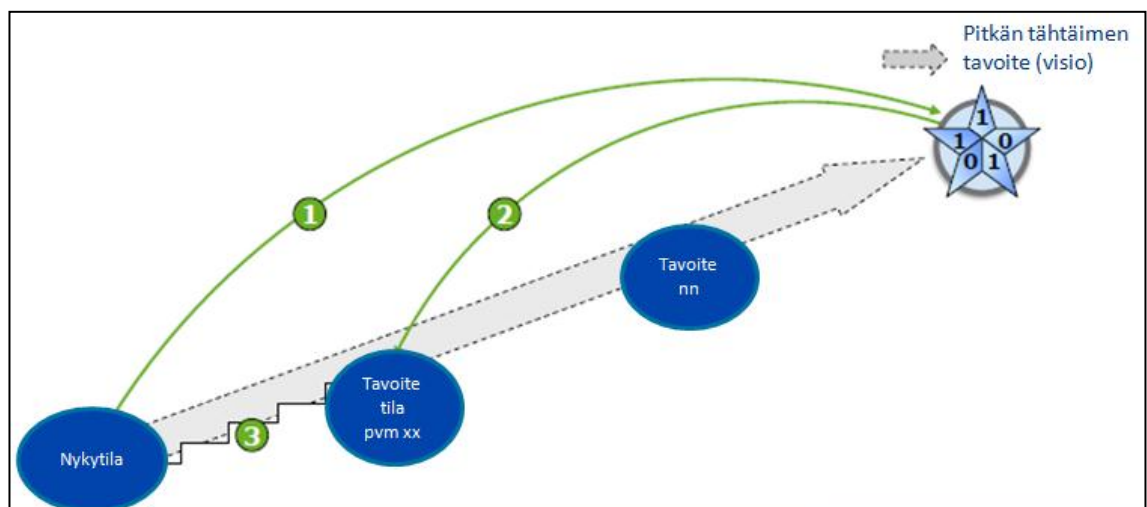 Pitkän tähtäimen
tavoite (visio)
1
1
0
0
1
1
2
Tavoite
nn
Tavoite
tila
pvm xx
3
Nykytila